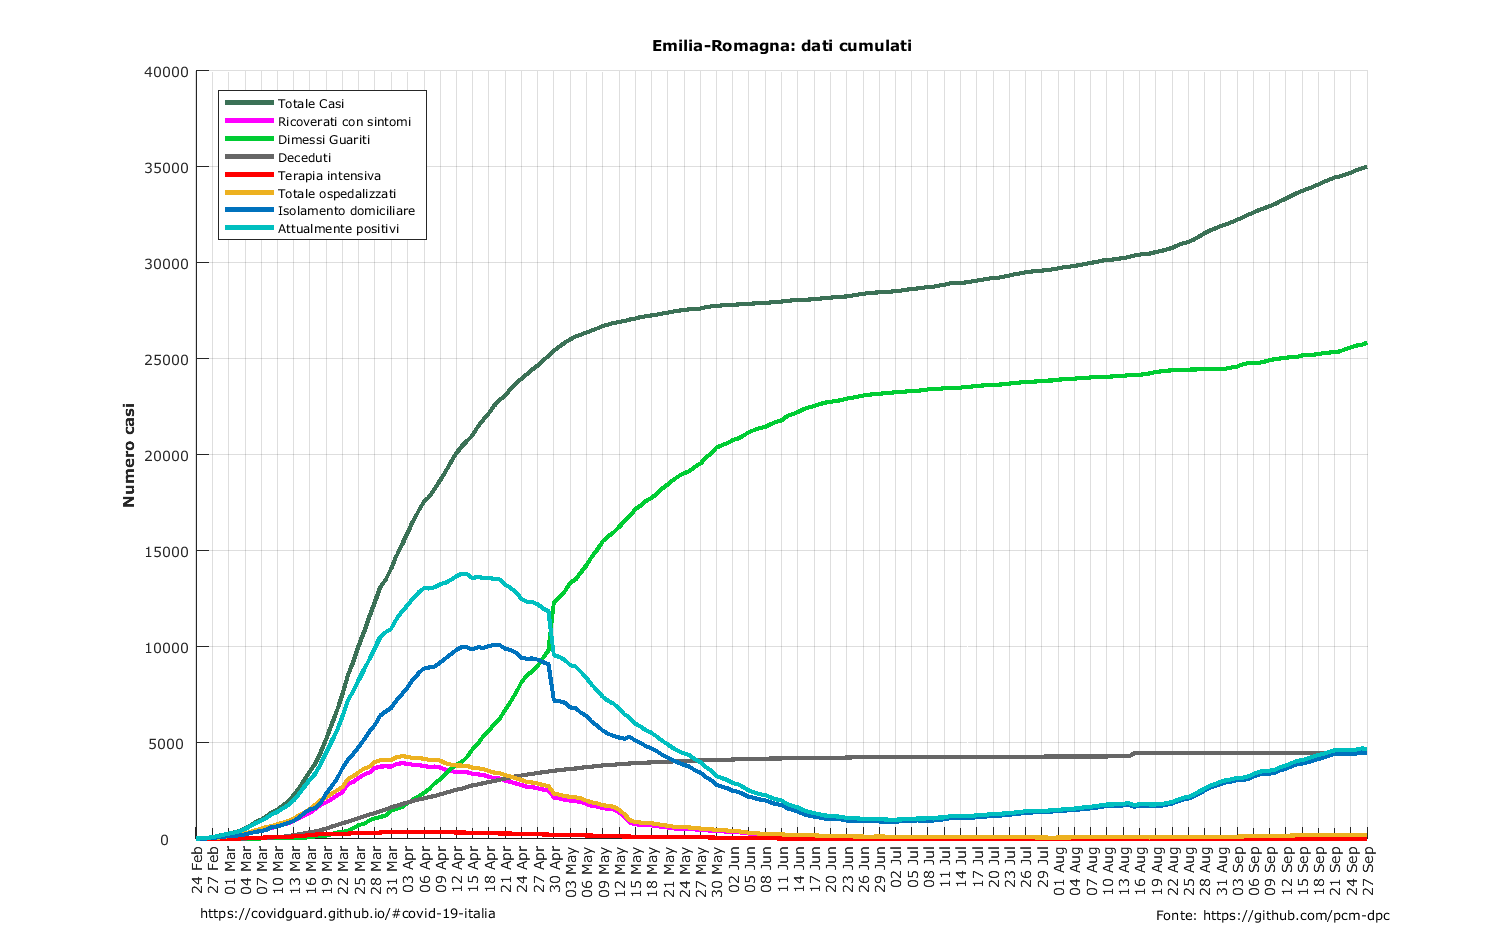 Emilia-Romagna: dati cumulati
40000
35000
30000
25000
20000
15000
10000
5000
0
Numero casi
Totale Casi
Ricoverati con sintomi
Dimessi Guariti
Deceduti
Terapia intensiva
Totale ospedalizzati
Isolamento domiciliare
Attualmente positivi
24 Feb
27 Feb
01 Mar
04 Mar
07 Mar
10 Mar
13 Mar
16 Mar
19 Mar
22 Mar
25 Mar
28 Mar
31 Mar
03 Apr
06 Apr
09 Apr
12 Apr
15 Apr
18 Apr
21 Apr
24 Apr
27 Apr
30 Apr
03 May
06 May
09 May
12 May
15 May
18 May
21 May
24 May
27 May
30 May
02 Jun
05 Jun
08 Jun
11 Jun
14 Jun
17 Jun
20 Jun
23 Jun
26 Jun
29 Jun
02 Jul
05 Jul
08 Jul
11 Jul
14 Jul
17 Jul
20 Jul
23 Jul
26 Jul
29 Jul
01 Aug
04 Aug
07 Aug
10 Aug
13 Aug
16 Aug
19 Aug
22 Aug
25 Aug
28 Aug
31 Aug
03 Sep
06 Sep
09 Sep
12 Sep
15 Sep
18 Sep
21 Sep
24 Sep
27 Sep
https://covidguard.github.io/#covid-19-italia
Fonte: https://github.com/pcm-dpc